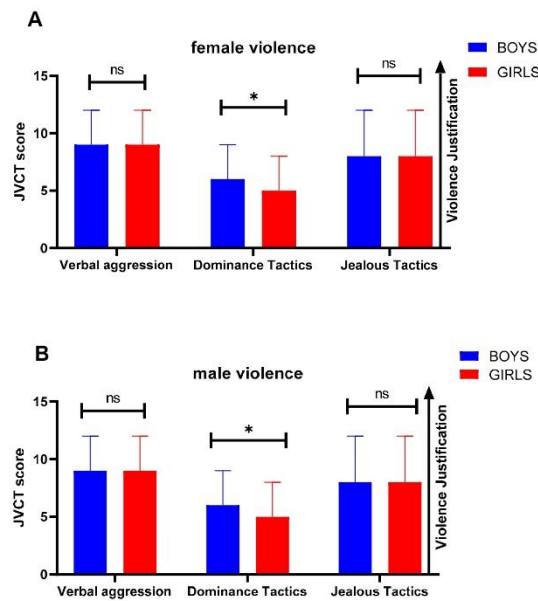 A
female violence
BOYS
GIRLS
ns
*
ns
15
10
5
0
JVCT score
Violence Justification
Verbal aggression
Dominance Tactics
Jealous Tactics
B
male violence
BOYS
GIRLS
ns
*
ns
15
10
5
0
JVCT score
Violence Justification
Verbal aggression
Dominance Tactics
Jealous Tactics